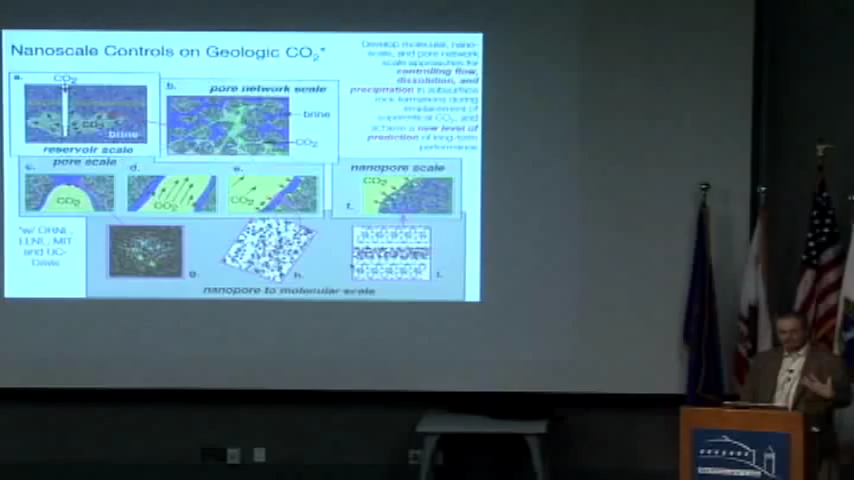 Nanoscale Controls on Geologic CO2*
Develop molecular, nano-
scale, and pore network
scale approaches for
controlling flow,
dissolution, and
precipitation in subsurface
rock formations during
emplacement of
supercritical CO2, and
achieve a new level of
prediction of long-term
performance
a.
CO2
CO2
brine
reservoir scale
b.
pore network scale
brine
CO2
pore scale
c.
d.
e.
CO2
CO2
CO2
nanopore scale
CO2
f.
*w/ ORNL,
LLNL, MIT
and UC-
Davis
g.
h.
i.
nanopore to molecular scale